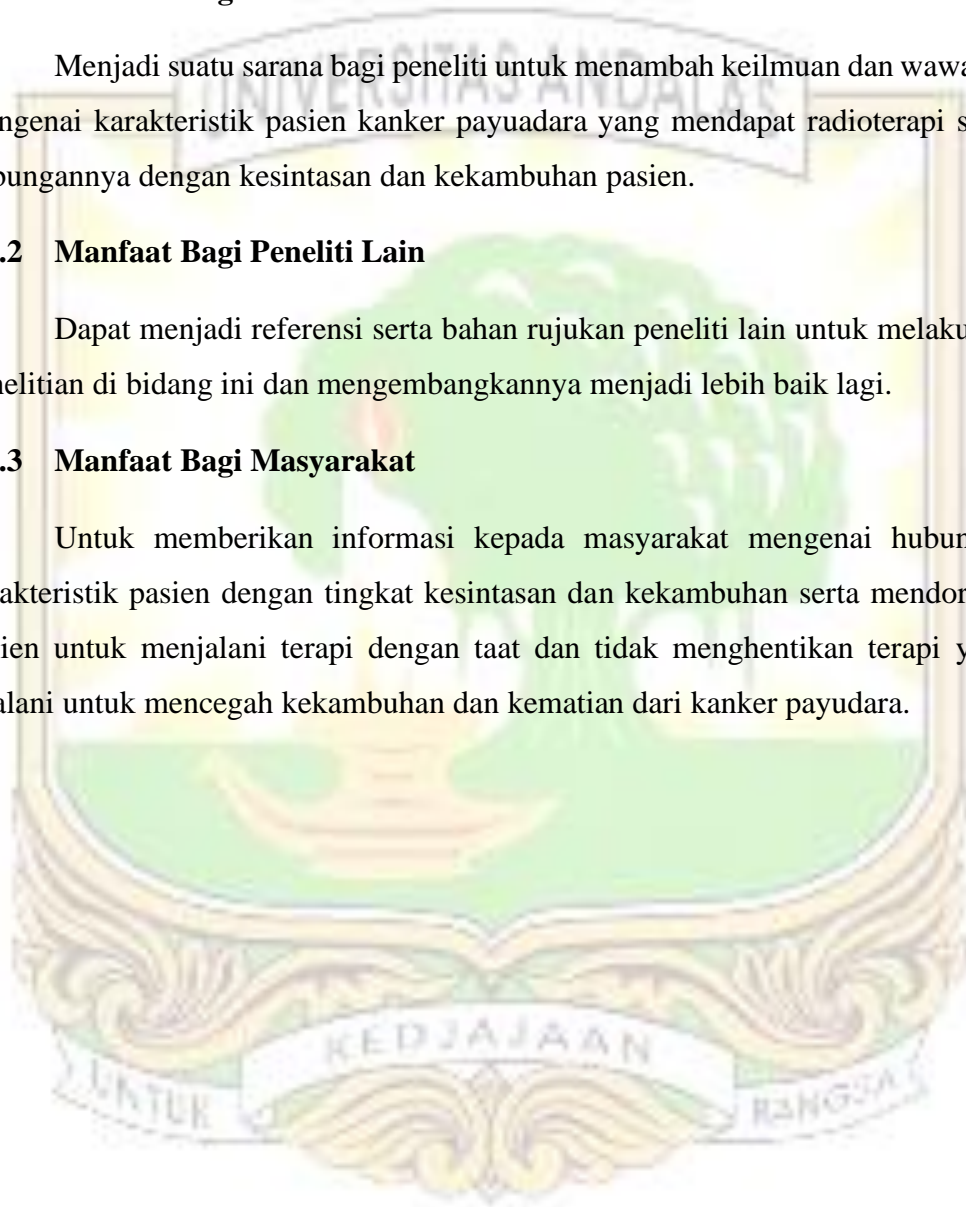 UNIVERSITAS ANDALAS
Menjadi suatu sarana bagi peneliti untuk menambah keilmuan dan wawa
ngenai karakteristik pasien kanker payuadara yang mendapat radioterapi s
bungannya dengan kesintasan dan kekambuhan pasien.
.2 Manfaat Bagi Peneliti Lain
Dapat menjadi referensi serta bahan rujukan peneliti lain untuk melaku
nelitian di bidang ini dan mengembangkannya menjadi lebih baik lagi.
.3 Manfaat Bagi Masyarakat
Untuk memberikan informasi kepada masyarakat mengenai hubun
akteristik pasien dengan tingkat kesintasan dan kekambuhan serta mendor
ien untuk menjalani terapi dengan taat dan tidak menghentikan terapi y
alani untuk mencegah kekambuhan dan kematian dari kanker payudara.
UNTUK KEDJAJAAN BANGSA